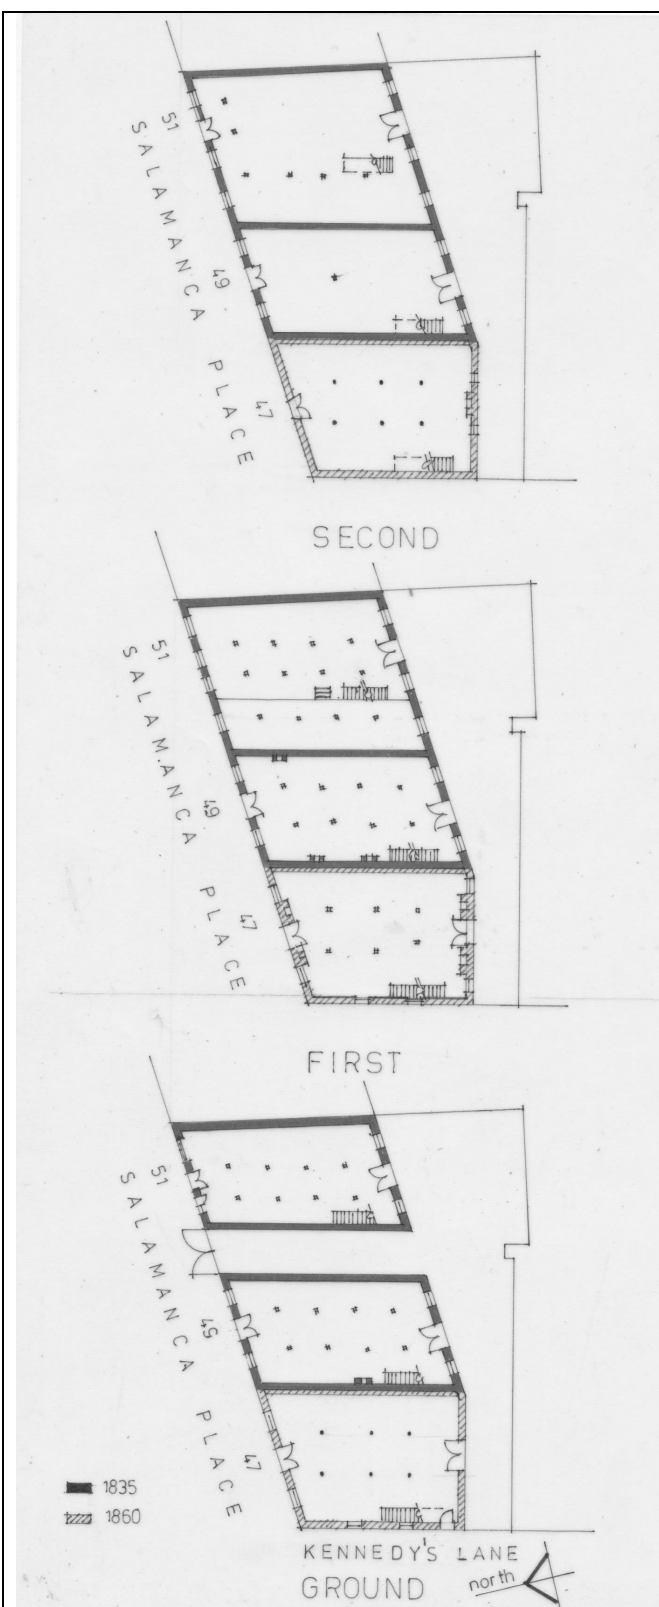 51
49
47
SALAMANCA PLACE
SECOND
51
49
47
SALAMANCA PLACE
FIRST
51
49
47
SALAMANCA PLACE
1835
1860
KENNEDY'S LANE
GROUND
north